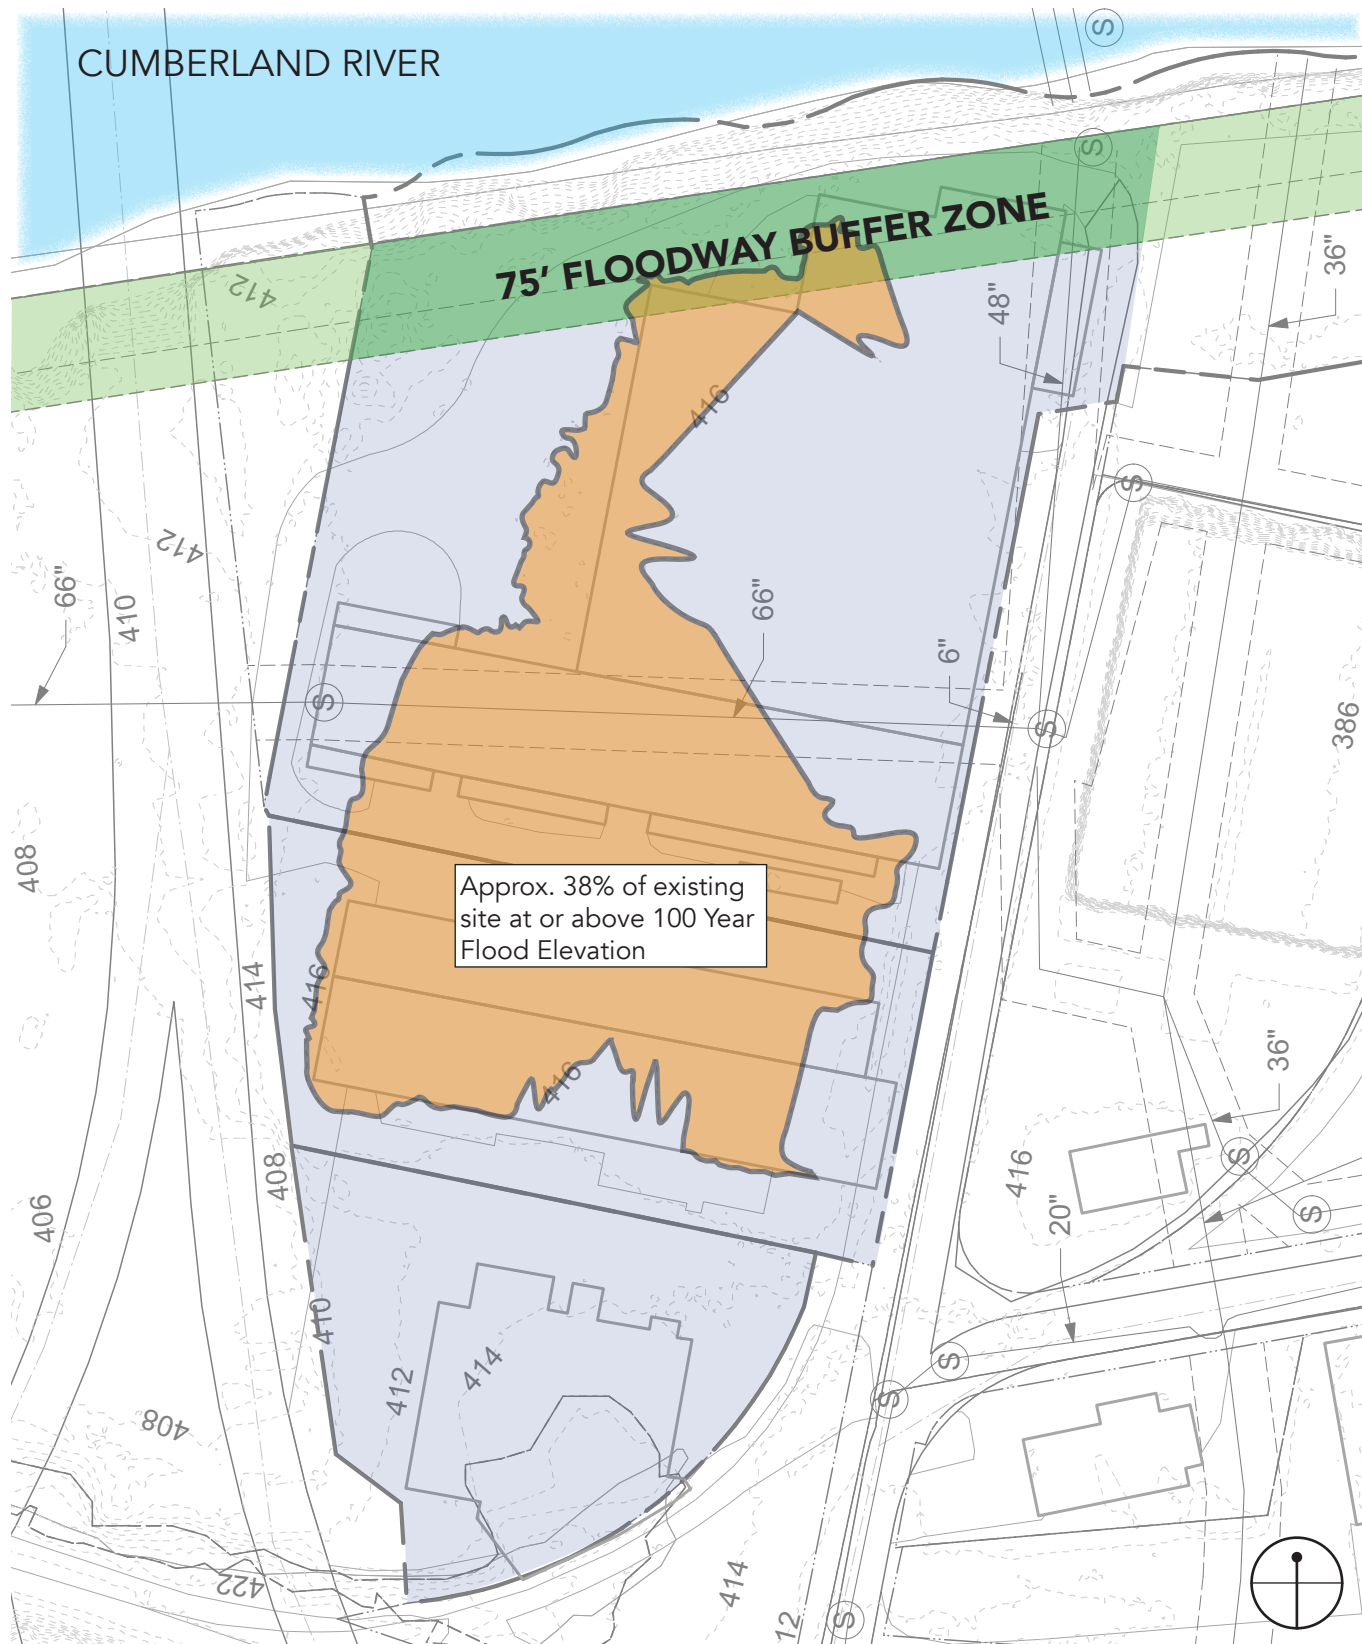 S
CUMBERLAND RIVER
S
75’ FLOODWAY BUFFER ZONE
36"
412
48"
416
S
412
66"
410
66"
6"
S
S
386
408
Approx. 38% of existing
site at or above 100 Year
Flood Elevation
414
416
36"
416
S
416
408
20"
S
406
410
S
414
412
S
408
422
414
12
S